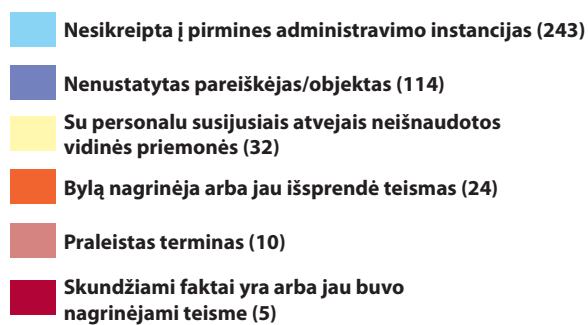 Nesikreipta į pirmines administravimo instancijas (243)
Nenustatytas pareiškėjas/objektas (114)
Su personalu susijusiais atvejais neišnaudotos
vidinės priemonės (32)
Bylą nagrinėja arba jau išsprendė teismas (24)
Praleistas terminas (10)
Skundžiami faktai yra arba jau buvo
nagrinėjami teisme (5)